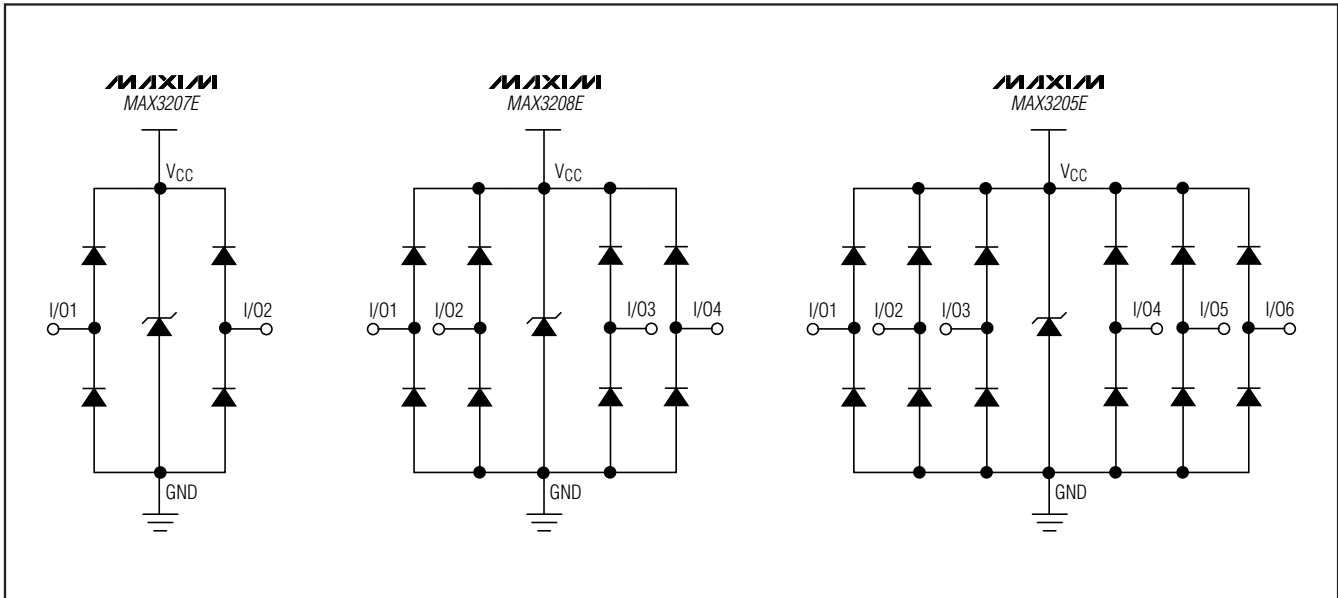 MAXIM
MAX3207E
VCC
I/O1
I/O2
GND
MAXIM
MAX3208E
VCC
I/O1
I/O2
I/O3
I/O4
GND
MAXIM
MAX3205E
VCC
I/O1
I/O2
I/O3
I/O4
I/O5
I/O6
GND